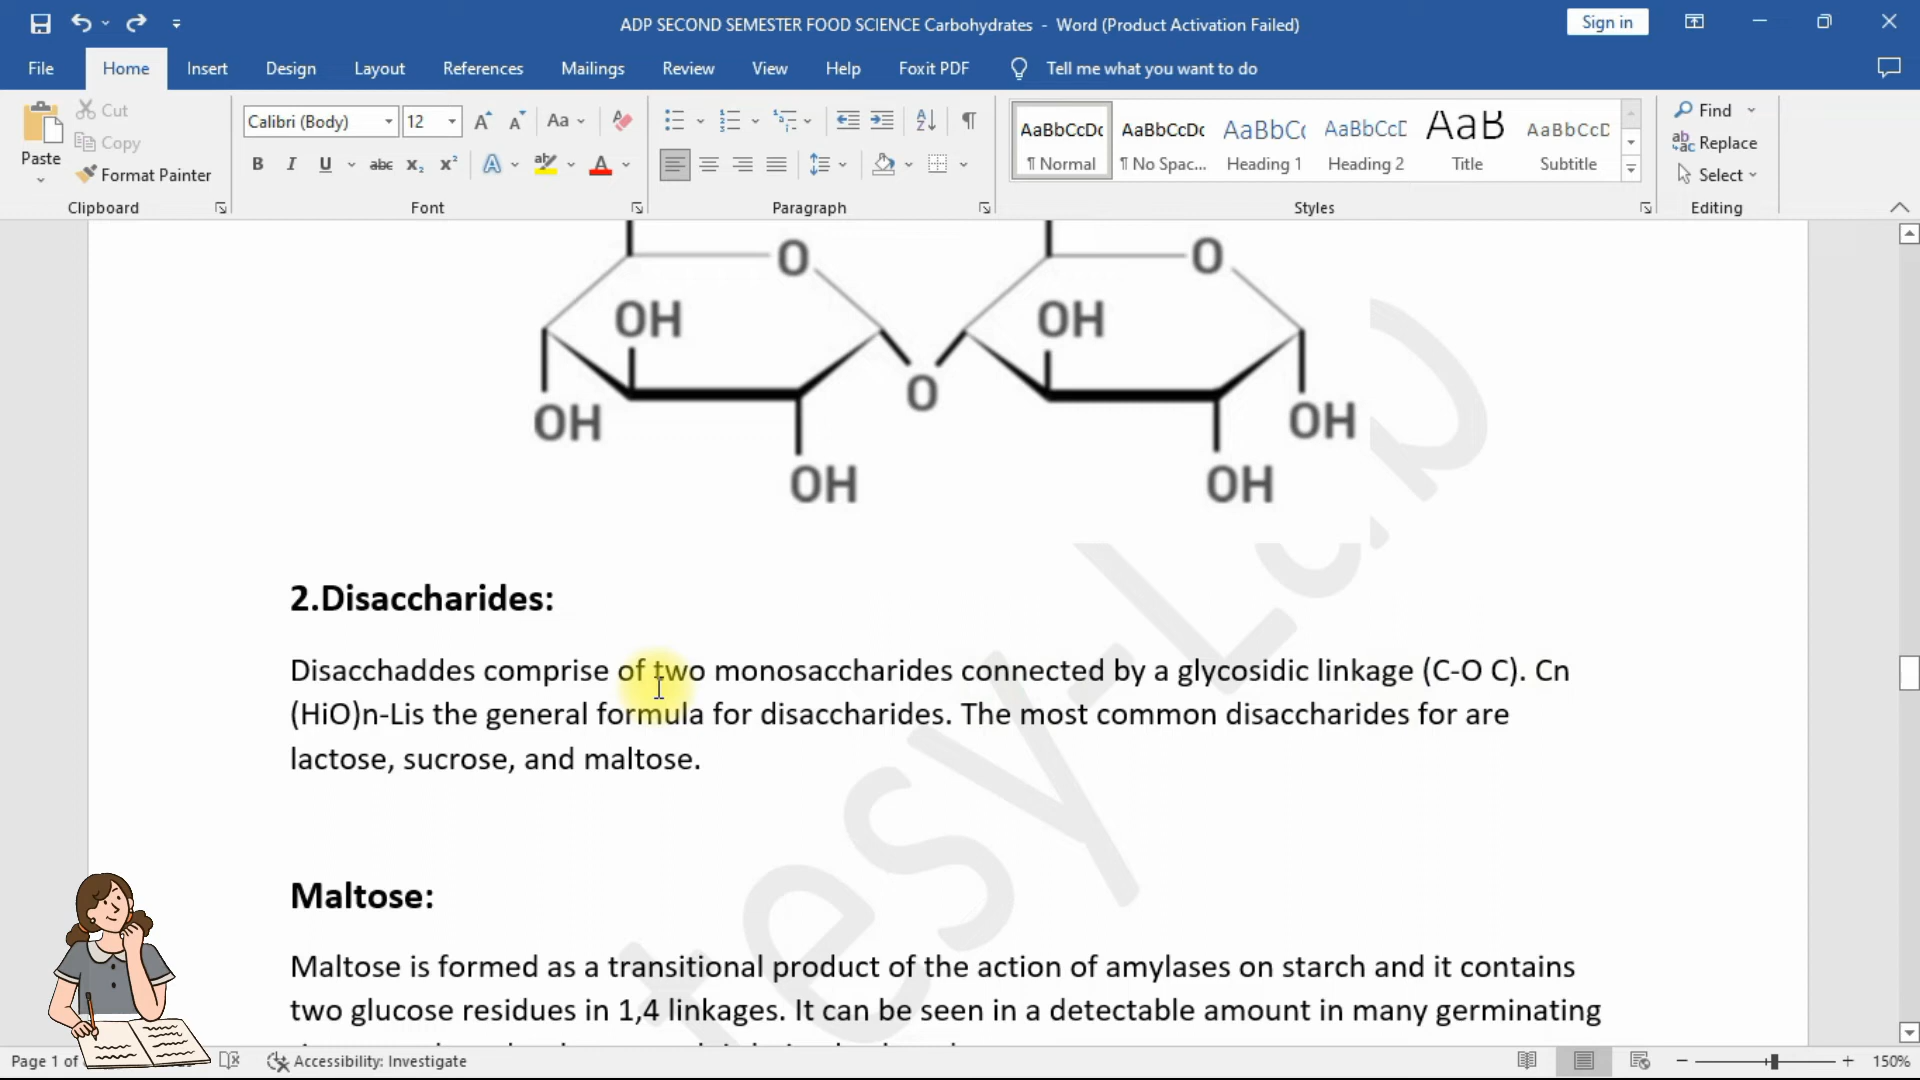 ADP SECOND SEMESTER FOOD SCIENCE Carbohydrates - Word (Product Activation Failed)
Sign in
File Home Insert Design Layout References Mailings Review View Help Foxit PDF Tell me what you want to do
Paste
Cut
Copy
Format Painter
Clipboard
Calibri (Body) 12
Aa
B I U abc x₂ x² A A
Font
Paragraph
AaBbCcDc AaBbCcDc AaBbCc AaBbCcD AaB AaBbCcD
¶ Normal ¶ No Spac... Heading 1 Heading 2 Title Subtitle
Styles
Find
Replace
Select
Editing
O O
OH OH
O
OH OH
OH OH
2.Disaccharides:
Disacchaddes comprise of two monosaccharides connected by a glycosidic linkage (C-O C). Cn
(HiO)n-Lis the general formula for disaccharides. The most common disaccharides for are
lactose, sucrose, and maltose.
Maltose:
Maltose is formed as a transitional product of the action of amylases on starch and it contains
two glucose residues in 1,4 linkages. It can be seen in a detectable amount in many germinating
Page 1 of
Accessibility: Investigate
150%